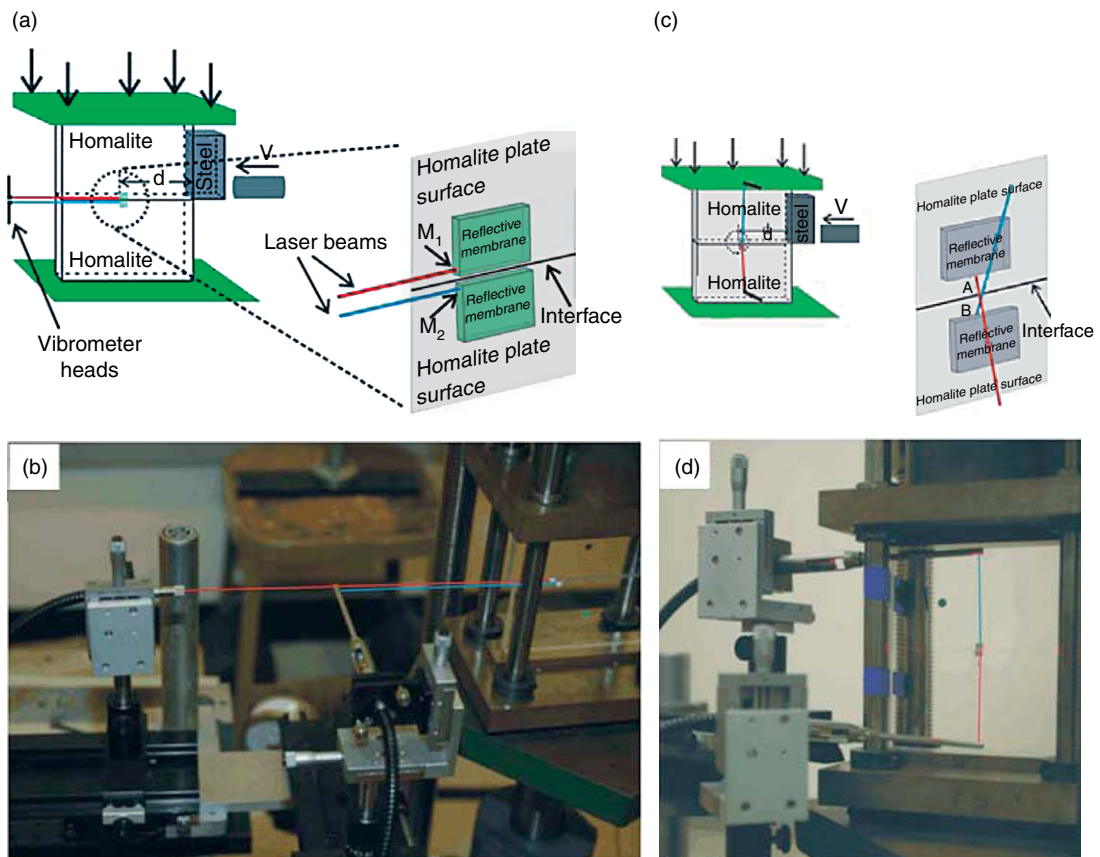 (a)
Homalite
Steel
V
d
Homalite
Vibrometer
heads
Laser beams
Homalite plate
surface
M1
Reflective
membrane
M2
Reflective
membrane
Interface
Homalite plate
surface
(c)
Homalite
steel
V
d
Homalite
Homalite plate surface
Reflective
membrane
A
B
Reflective
membrane
Interface
Homalite plate surface
(b)
(d)